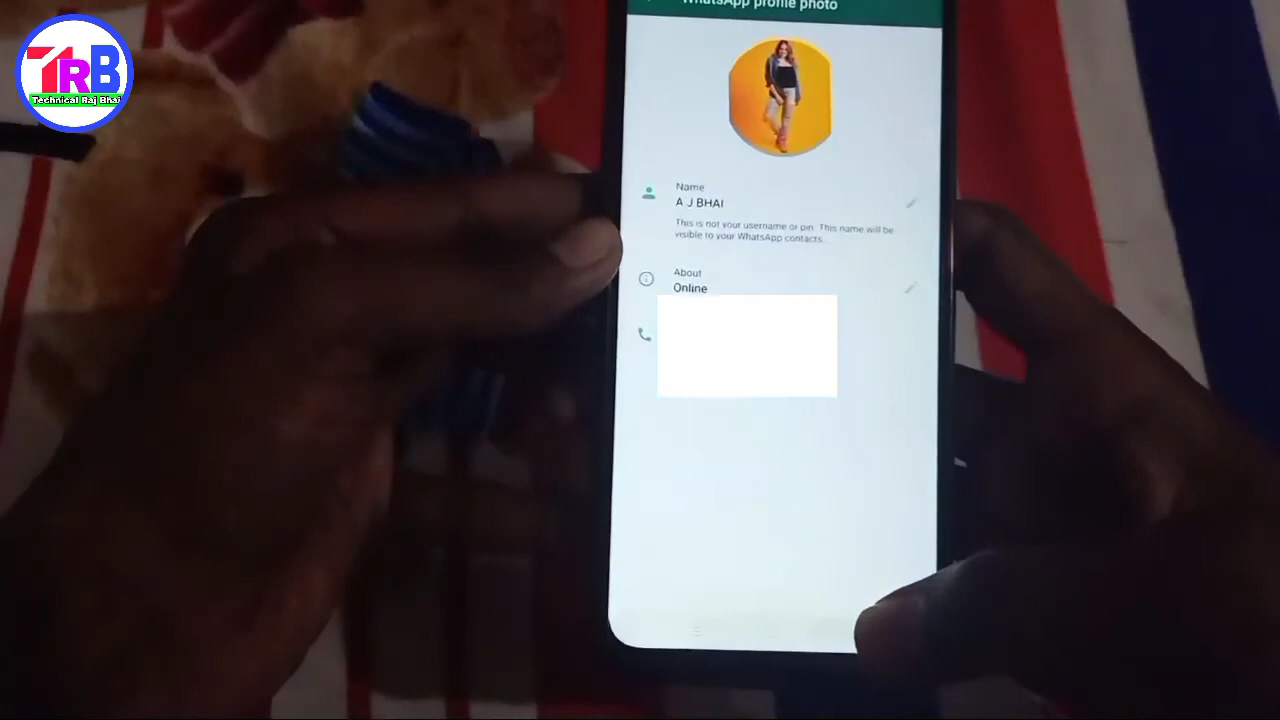 TRB
Technical Raj Bhai
WhatsApp profile photo
Name
A J BHAI
This is not your username or pin. This name will be
visible to your WhatsApp contacts.
About
Online